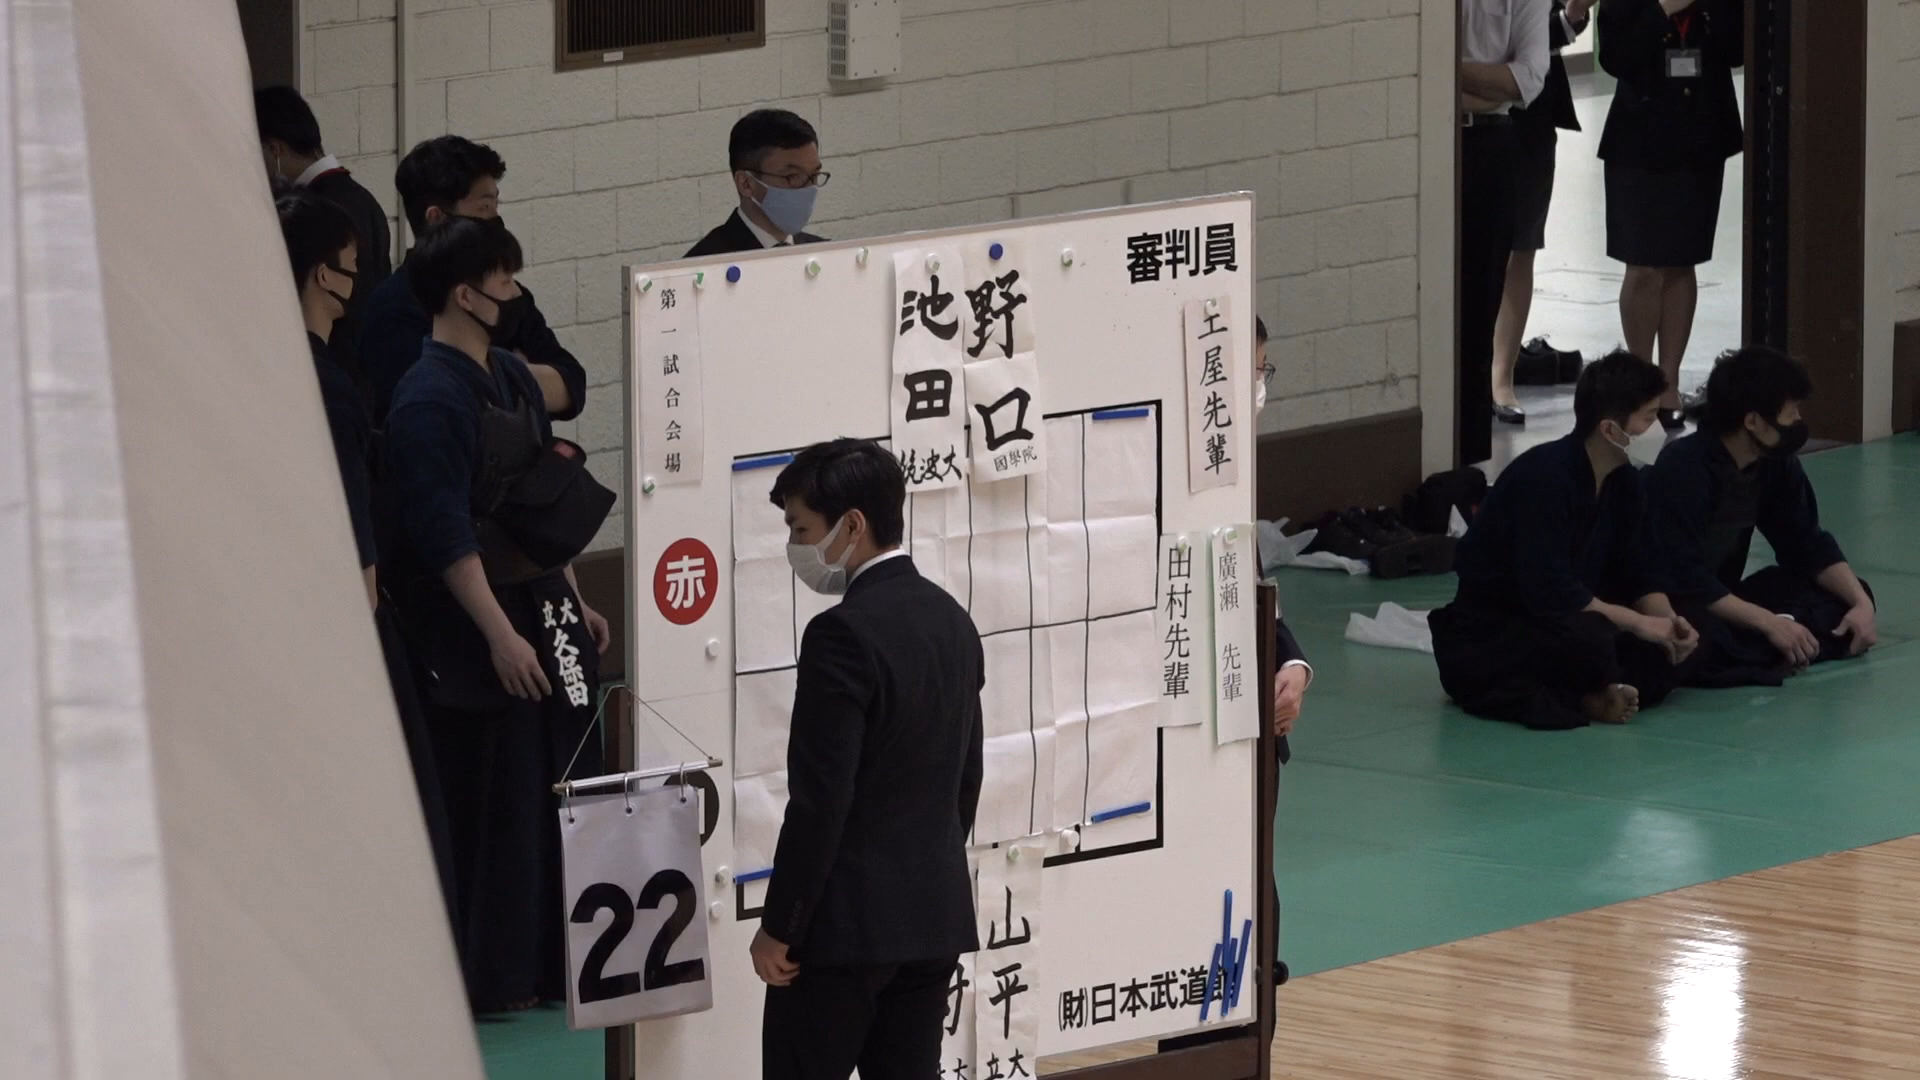 審判員
土屋先輩
廣瀬 先輩
田村先輩
第一試合会場
野口
國學院
池田
筑波大
赤
山平
立大
22
(財)日本武道館
立大
久保田